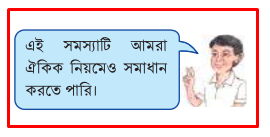 এই সমস্যাটি আমরা
ঐকিক নিয়মেও সমাধান
করতে পারি।